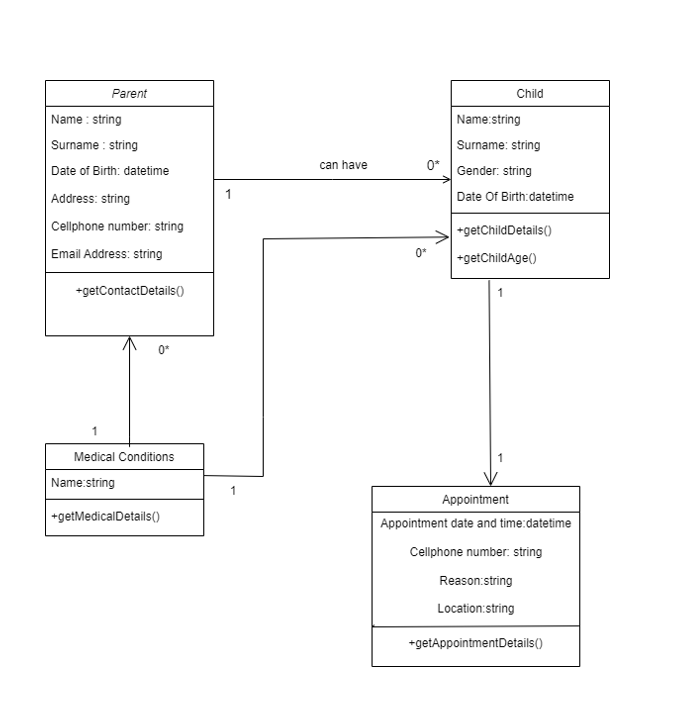 Parent
Name : string
Surname : string
Date of Birth: datetime
Address: string
Cellphone number: string
Email Address: string
+getContactDetails()
can have
1
0*
Child
Name:string
Surname: string
Gender: string
Date Of Birth:datetime
+getChildDetails()
+getChildAge()
0*
1
0*
1
Medical Conditions
Name:string
+getMedicalDetails()
1
1
Appointment
Appointment date and time:datetime
Cellphone number: string
Reason:string
Location:string
+getAppointmentDetails()